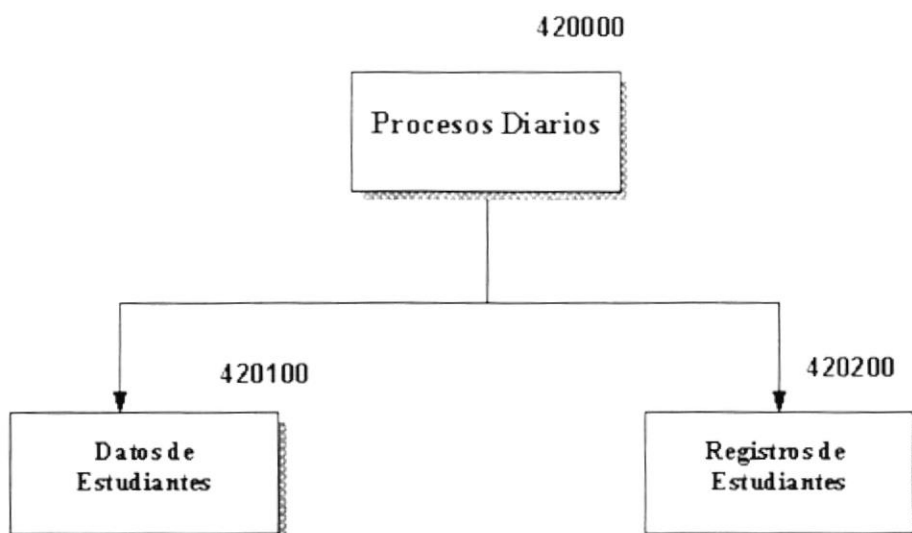 420000
Procesos Diarios
420100
420200
Datos de
Estudiantes
Registros de
Estudiantes